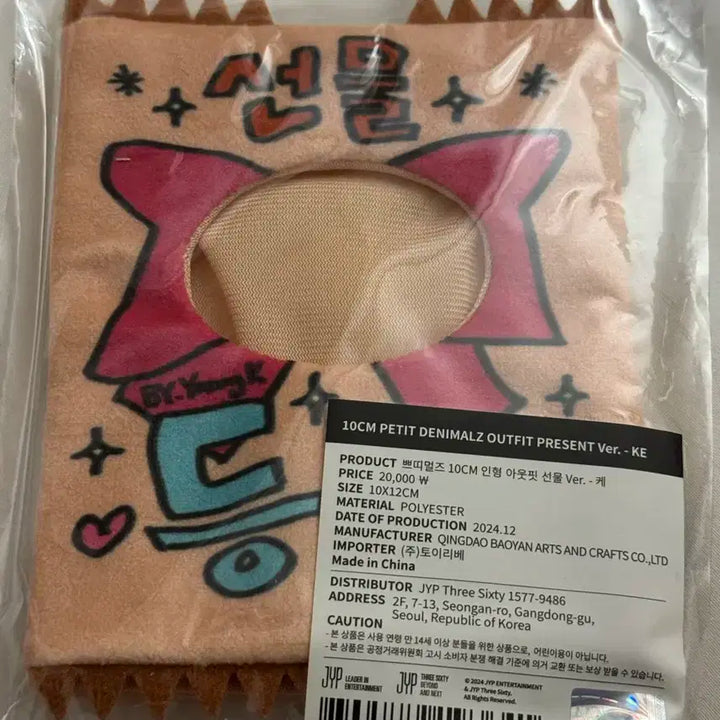 선물
BY. Young K
등
10CM PETIT DENIMALZ OUTFIT PRESENT Ver. - KE
PRODUCT 쁘띠멀즈 10CM 인형 아웃핏 선물 Ver. - 케
PRICE 20,000 ₩
SIZE 10X12CM
MATERIAL POLYESTER
DATE OF PRODUCTION 2024.12
MANUFACTURER QINGDAO BAOYAN ARTS AND CRAFTS CO.,LTD
IMPORTER (주)토이리베
Made in China
DISTRIBUTOR JYP Three Sixty 1577-9486
ADDRESS 2F, 7-13, Seongan-ro, Gangdong-gu,
Seoul, Republic of Korea
CAUTION
- 본 상품은 사용 연령 만 14세 이상 분들을 위한 상품으로, 어린이용이 아닙니다.
- 본 상품은 공정거래위원회 고시 소비자 분쟁 해결 기준에 의거 교환 또는 보상 받을 수 있습니다.
JYP LEADER IN ENTERTAINMENT
JYP THREE SIXTY BEYOND AND NEXT
© 2024 JYP ENTERTAINMENT
& JYP Three Sixty.
All Rights Reserved.